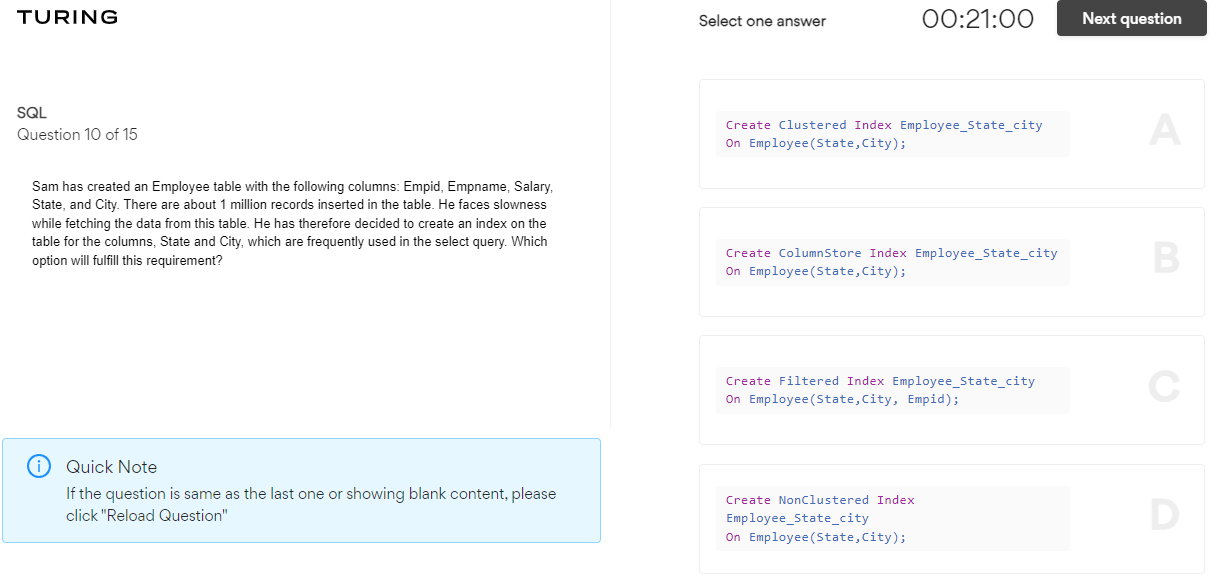 TURING
SQL
Question 10 of 15
Sam has created an Employee table with the following columns: Empid, Empname, Salary,
State, and City. There are about 1 million records inserted in the table. He faces slowness
while fetching the data from this table. He has therefore decided to create an index on the
table for the columns, State and City, which are frequently used in the select query. Which
option will fulfill this requirement?
Quick Note
If the question is same as the last one or showing blank content, please
click "Reload Question"
Select one answer
00:21:00
Next question
Create Clustered Index Employee_State_city
On Employee(State,City);
A
Create ColumnStore Index Employee_State_city
On Employee(State,City);
B
Create Filtered Index Employee_State_city
On Employee(State,City, Empid);
C
Create NonClustered Index
Employee_State_city
On Employee(State,City);
D